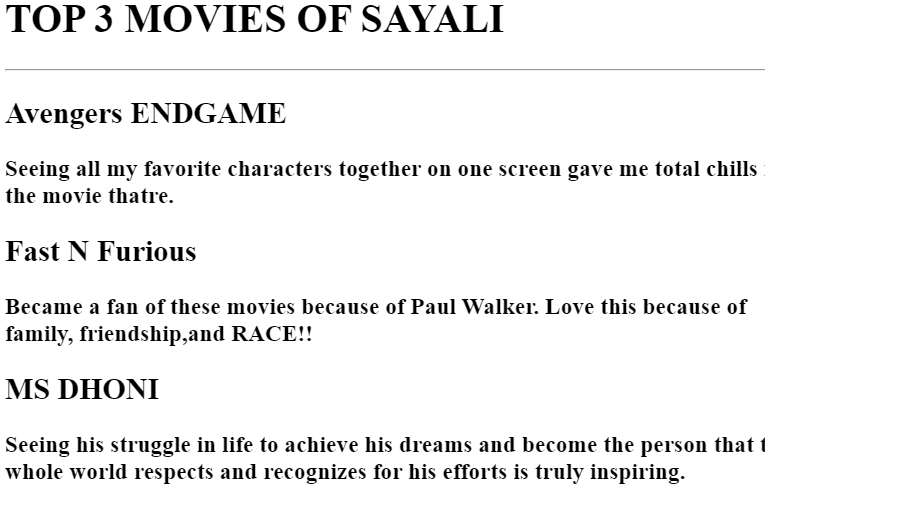 TOP 3 MOVIES OF SAYALI
Avengers ENDGAME
Seeing all my favorite characters together on one screen gave me total chills
the movie thatre.
Fast N Furious
Became a fan of these movies because of Paul Walker. Love this because of
family, friendship,and RACE!!
MS DHONI
Seeing his struggle in life to achieve his dreams and become the person that
whole world respects and recognizes for his efforts is truly inspiring.